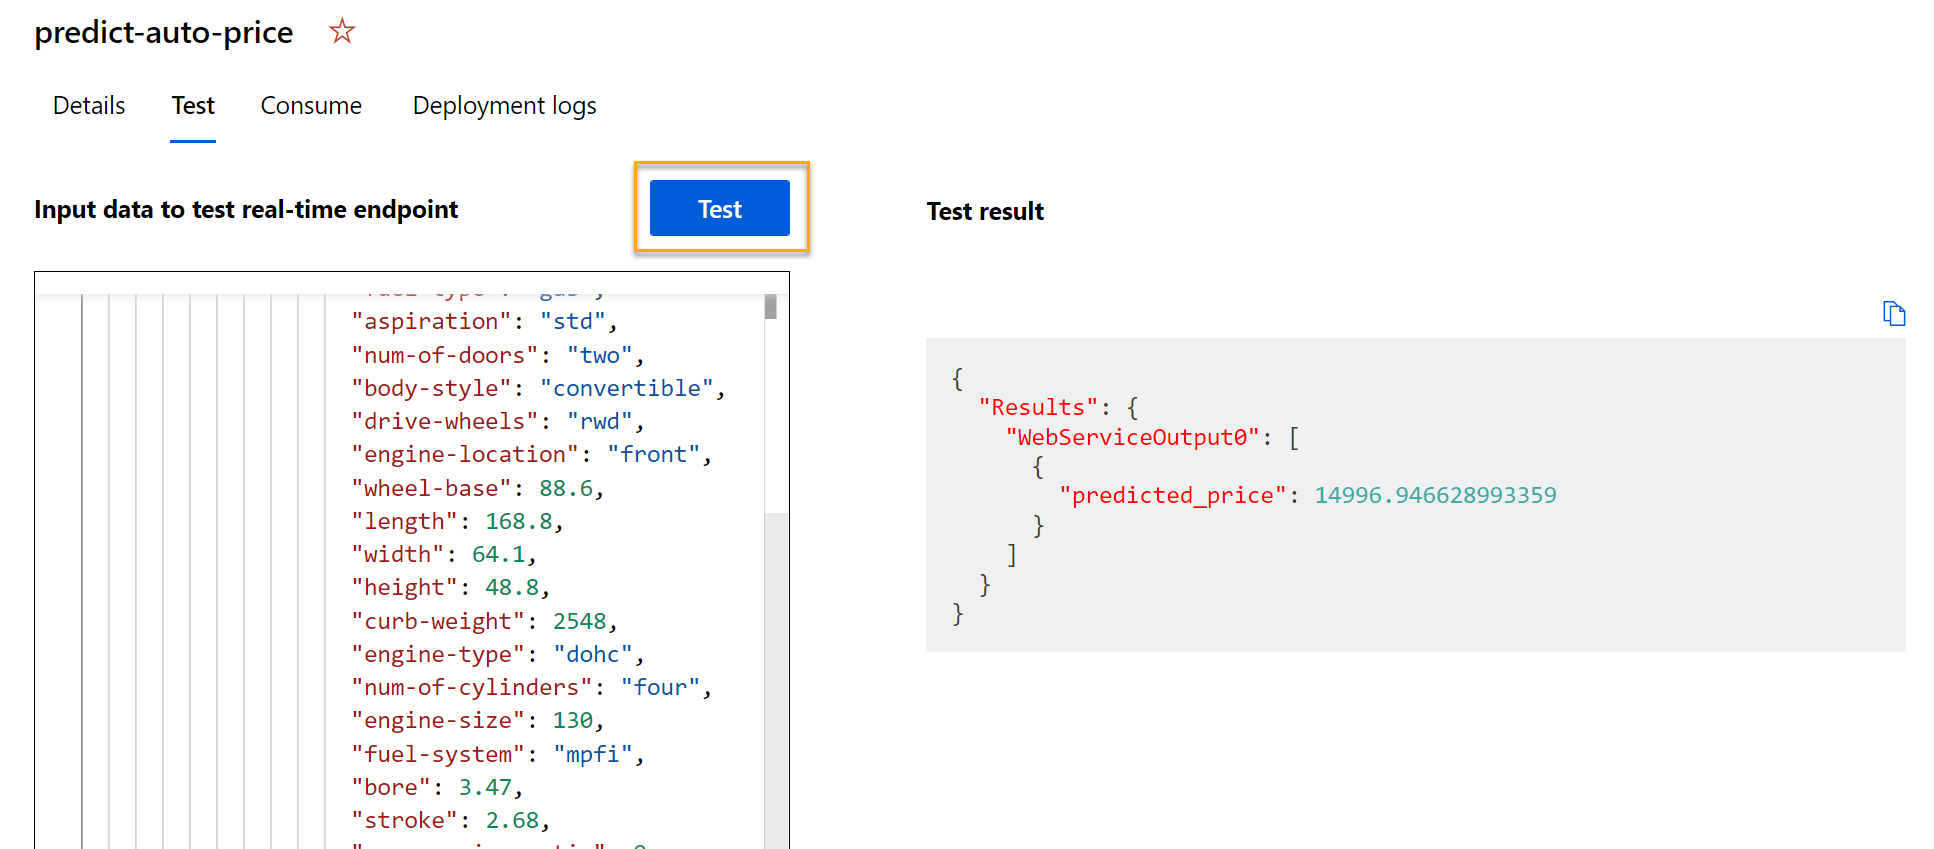 predict-auto-price
Details Test Consume Deployment logs
Input data to test real-time endpoint
Test
"aspiration": "std",
"num-of-doors": "two",
"body-style": "convertible",
"drive-wheels": "rwd",
"engine-location": "front",
"wheel-base": 88.6,
"length": 168.8,
"width": 64.1,
"height": 48.8,
"curb-weight": 2548,
"engine-type": "dohc",
"num-of-cylinders": "four",
"engine-size": 130,
"fuel-system": "mpfi",
"bore": 3.47,
"stroke": 2.68,
Test result
{
"Results": {
"WebServiceOutput0": [
{
"predicted_price": 14996.946628993359
}
]
}
}